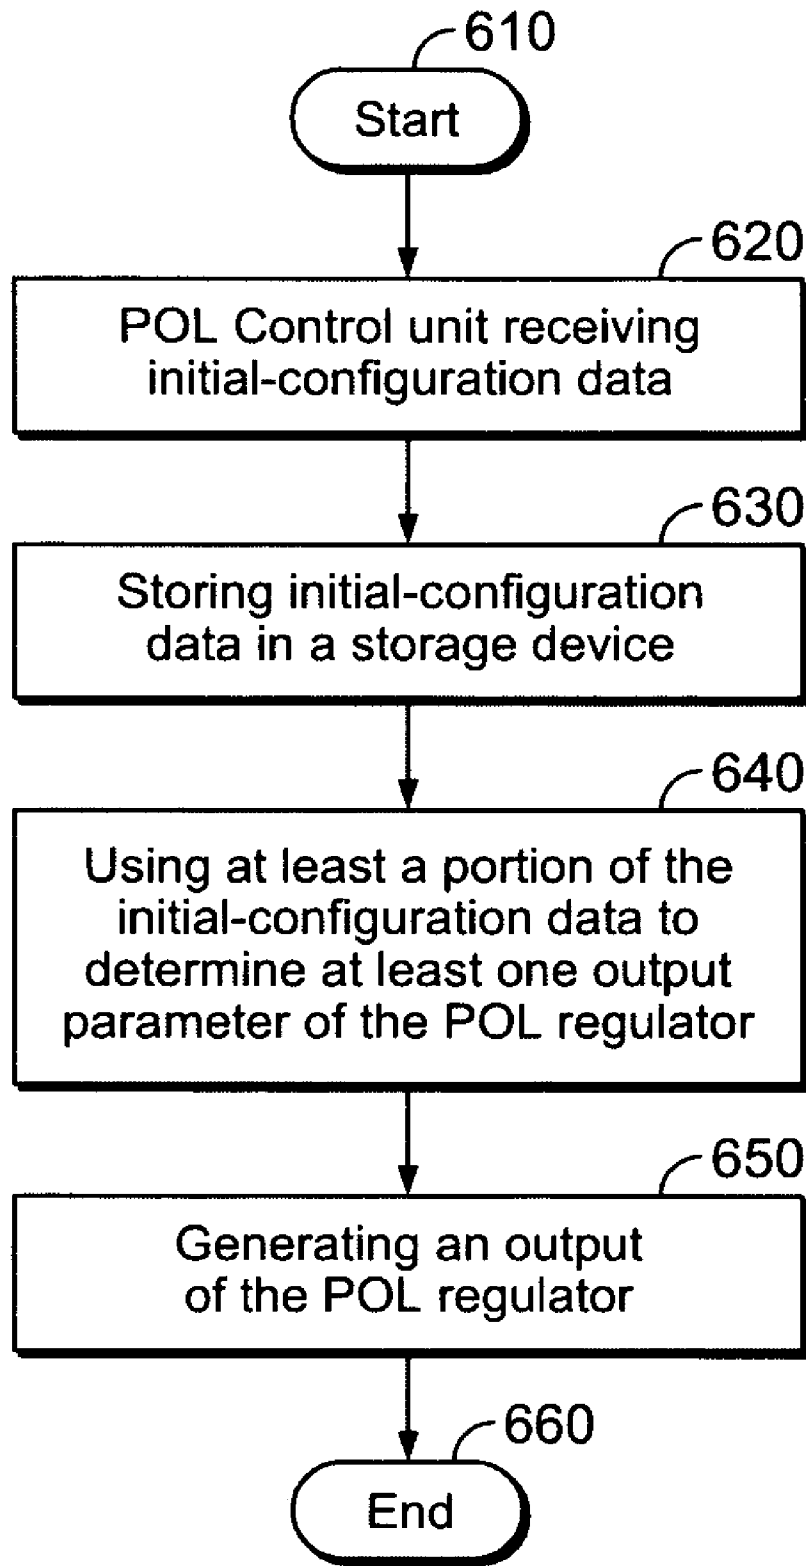 610
Start
620
POL Control unit receiving
initial-configuration data
630
Storing initial-configuration
data in a storage device
640
Using at least a portion of the
initial-configuration data to
determine at least one output
parameter of the POL regulator
650
Generating an output
of the POL regulator
660
End